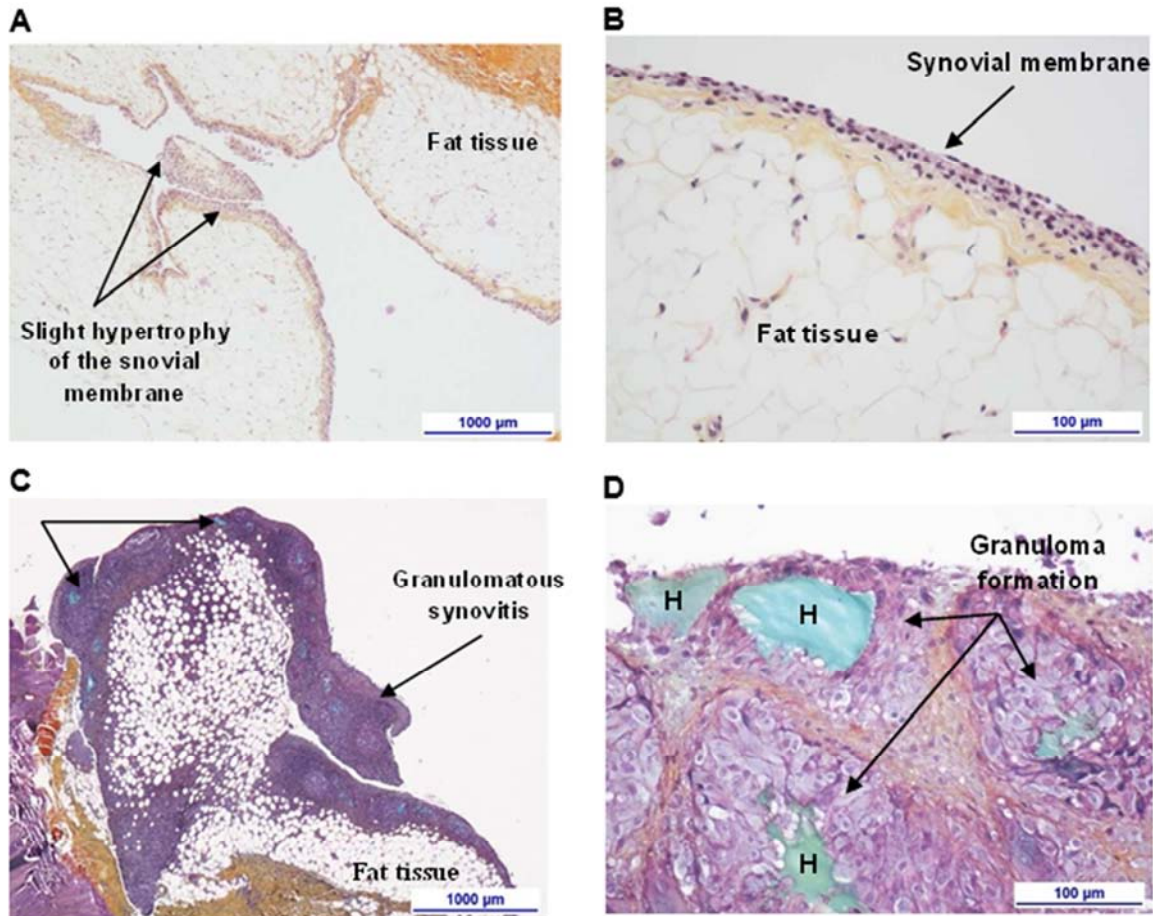 A
Fat tissue
Slight hypertrophy
of the snovial
membrane
1000 µm
B
Synovial membrane
Fat tissue
100 µm
C
Granulomatous
synovitis
Fat tissue
1000 µm
D
Granuloma
formation
H
H
H
100 µm